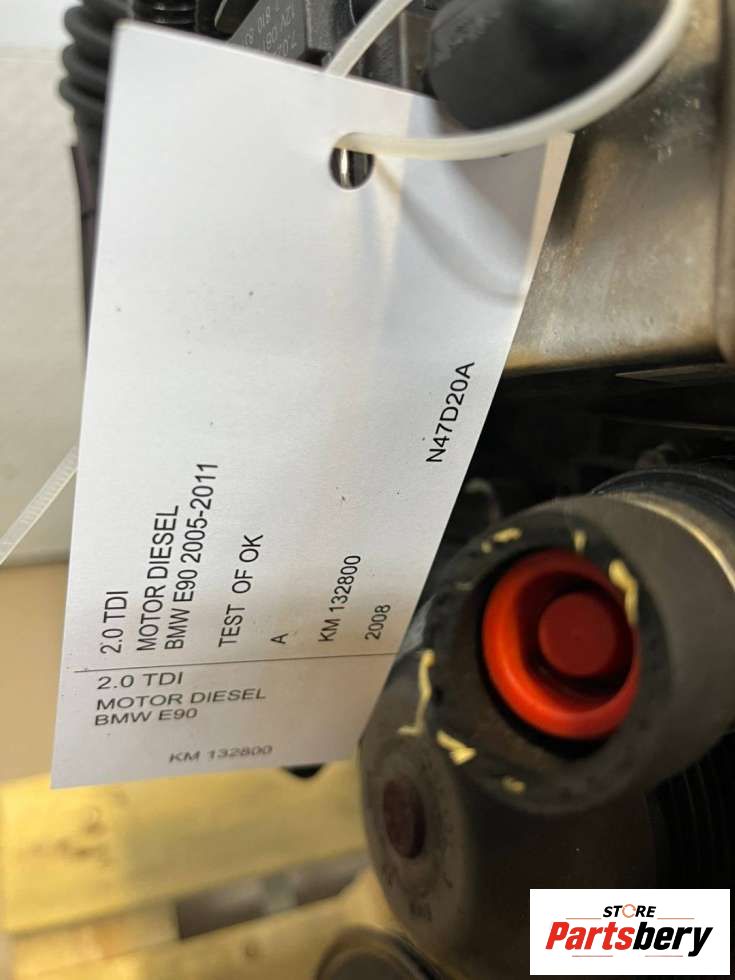 2.0 TDI
MOTOR DIESEL
BMW E90 2005-2011
TEST OF OK
A
KM 132800
2008
N47D20A
2.0 TDI
MOTOR DIESEL
BMW E90
KM 132800
STORE
Partsbery